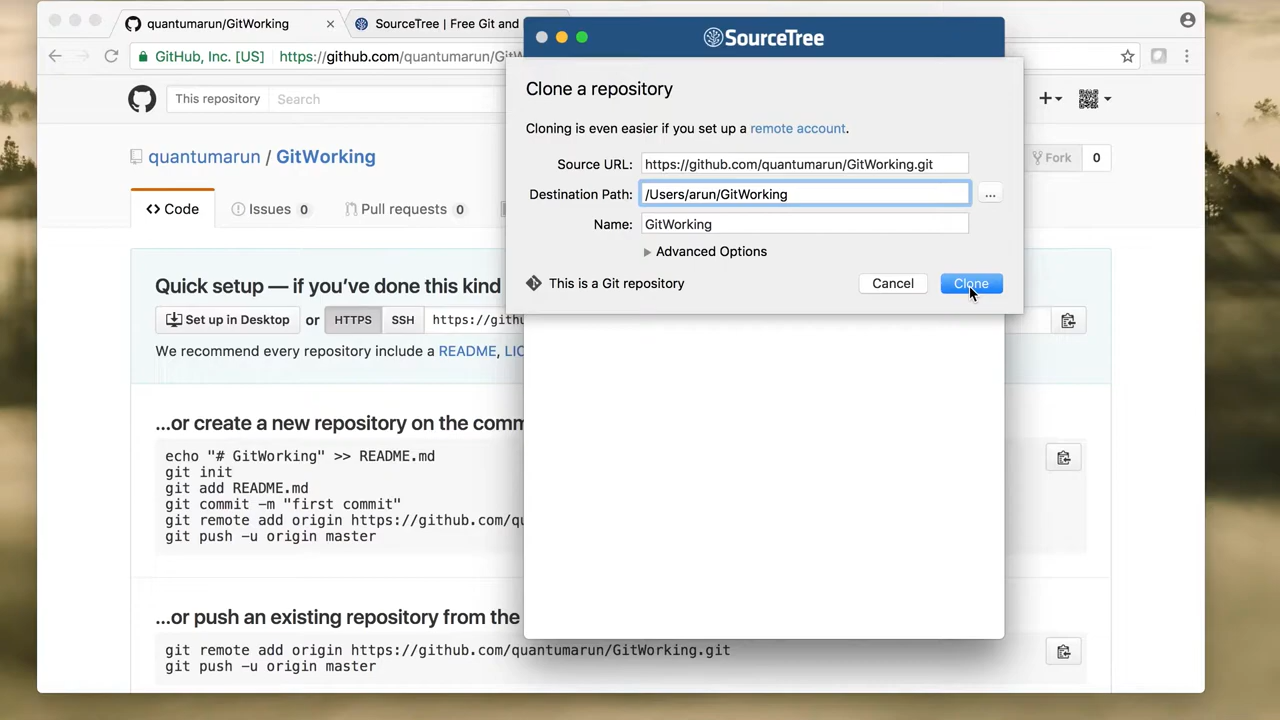 quantumarun/GitWorking
SourceTree | Free Git and
SourceTree
GitHub, Inc. [US]
https://github.com/quantumarun/GitW
This repository
Search
quantumarun / GitWorking
Fork
0
Code
Issues 0
Pull requests 0
Clone a repository
Cloning is even easier if you set up a remote account.
Source URL: https://github.com/quantumarun/GitWorking.git
Destination Path: /Users/arun/GitWorking
...
Name: GitWorking
Advanced Options
This is a Git repository
Cancel
Clone
Quick setup — if you've done this kind
Set up in Desktop or HTTPS SSH https://githu
We recommend every repository include a README, LIC
...or create a new repository on the comm
echo "# GitWorking" >> README.md
git init
git add README.md
git commit -m "first commit"
git remote add origin https://github.com/qu
git push -u origin master
...or push an existing repository from the
git remote add origin https://github.com/quantumarun/GitWorking.git
git push -u origin master